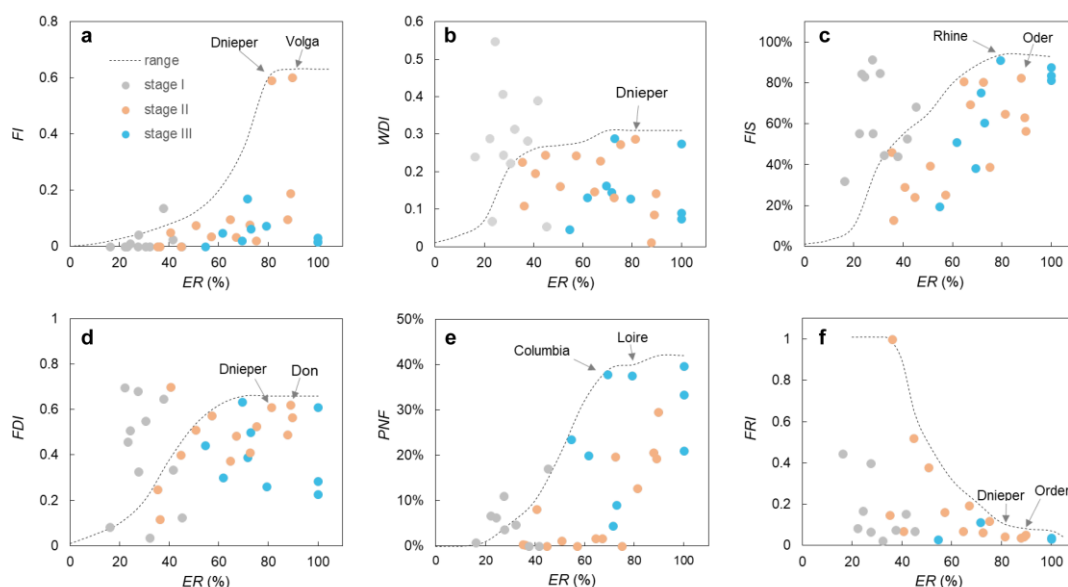 a
FI
0.8
0.6
0.4
0.2
0
0 20 40 60 80 100
ER (%)
range
stage I
stage II
stage III
Dnieper
Volga
b
WDI
0.6
0.5
0.4
0.3
0.2
0.1
0
0 20 40 60 80 100
ER (%)
Dnieper
c
FIS
100%
80%
60%
40%
20%
0%
0 20 40 60 80 100
ER (%)
Rhine
Oder
d
FDI
1
0.8
0.6
0.4
0.2
0
0 20 40 60 80 100
ER (%)
Dnieper
Don
e
PNF
50%
40%
30%
20%
10%
0%
0 20 40 60 80 100
ER (%)
Columbia
Loire
f
FRI
1
0.8
0.6
0.4
0.2
0
0 20 40 60 80 100
ER (%)
Dnieper
Order